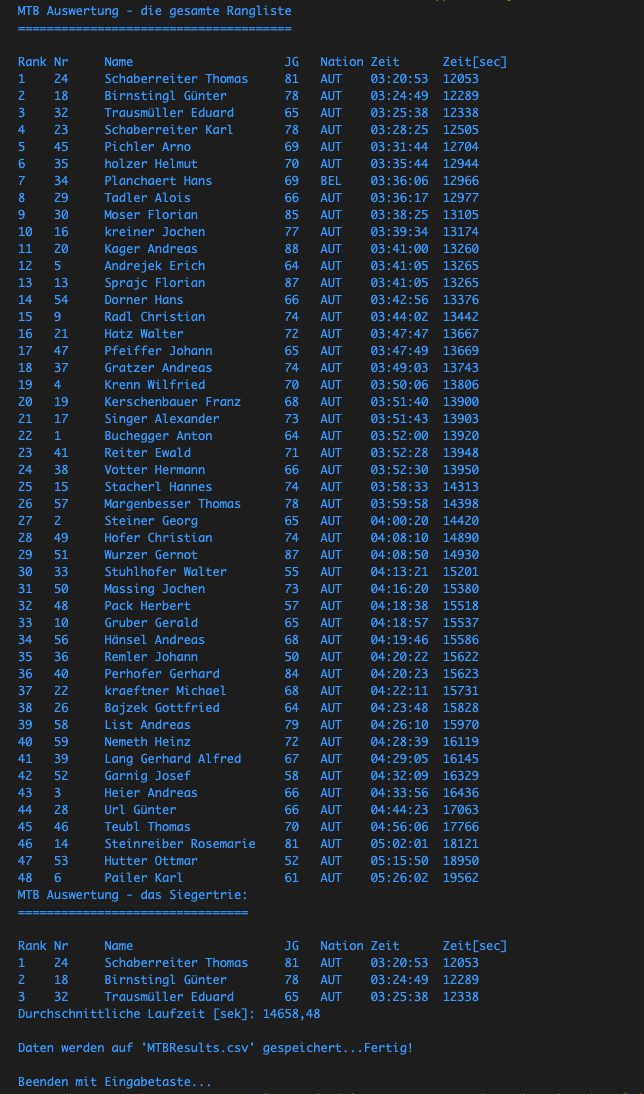 MTB Auswertung - die gesamte Rangliste
======================================
Rank Nr Name JG Nation Zeit Zeit[sec]
1 24 Schaberreiter Thomas 81 AUT 03:20:53 12053
2 18 Birnstingl Günter 78 AUT 03:24:49 12289
3 32 Trausmüller Eduard 65 AUT 03:25:38 12338
4 23 Schaberreiter Karl 78 AUT 03:28:25 12505
5 45 Pichler Arno 69 AUT 03:31:44 12704
6 35 holzer Helmut 70 AUT 03:35:44 12944
7 34 Planchaert Hans 69 BEL 03:36:06 12966
8 29 Tadler Alois 66 AUT 03:36:17 12977
9 30 Moser Florian 85 AUT 03:38:25 13105
10 16 kreiner Jochen 77 AUT 03:39:34 13174
11 20 Kager Andreas 88 AUT 03:41:00 13260
12 5 Andrejek Erich 64 AUT 03:41:05 13265
13 13 Sprajc Florian 87 AUT 03:41:05 13265
14 54 Dorner Hans 66 AUT 03:42:56 13376
15 9 Radl Christian 74 AUT 03:44:02 13442
16 21 Hatz Walter 72 AUT 03:47:47 13667
17 47 Pfeiffer Johann 65 AUT 03:47:49 13669
18 37 Gratzer Andreas 74 AUT 03:49:03 13743
19 4 Krenn Wilfried 70 AUT 03:50:06 13806
20 19 Kerschenbauer Franz 68 AUT 03:51:40 13900
21 17 Singer Alexander 73 AUT 03:51:43 13903
22 1 Buchegger Anton 64 AUT 03:52:00 13920
23 41 Reiter Ewald 71 AUT 03:52:28 13948
24 38 Votter Hermann 66 AUT 03:52:30 13950
25 15 Stacherl Hannes 74 AUT 03:58:33 14313
26 57 Margenbesser Thomas 78 AUT 03:59:58 14398
27 2 Steiner Georg 65 AUT 04:00:20 14420
28 49 Hofer Christian 74 AUT 04:08:10 14890
29 51 Wurzer Gernot 87 AUT 04:08:50 14930
30 33 Stuhlhofer Walter 55 AUT 04:13:21 15201
31 50 Massing Jochen 73 AUT 04:16:20 15380
32 48 Pack Herbert 57 AUT 04:18:38 15518
33 10 Gruber Gerald 65 AUT 04:18:57 15537
34 56 Hänsel Andreas 68 AUT 04:19:46 15586
35 36 Remler Johann 50 AUT 04:20:22 15622
36 40 Perhofer Gerhard 84 AUT 04:20:23 15623
37 22 kraeftner Michael 68 AUT 04:22:11 15731
38 26 Bajzek Gottfried 64 AUT 04:23:48 15828
39 58 List Andreas 79 AUT 04:26:10 15970
40 59 Nemeth Heinz 72 AUT 04:28:39 16119
41 39 Lang Gerhard Alfred 67 AUT 04:29:05 16145
42 52 Garnig Josef 58 AUT 04:32:09 16329
43 3 Heier Andreas 66 AUT 04:33:56 16436
44 28 Url Günter 66 AUT 04:44:23 17063
45 46 Teubl Thomas 70 AUT 04:56:06 17766
46 14 Steinreiber Rosemarie 81 AUT 05:02:01 18121
47 53 Hutter Ottmar 52 AUT 05:15:50 18950
48 6 Pailer Karl 61 AUT 05:26:02 19562
MTB Auswertung - das Siegertrie:
================================
Rank Nr Name JG Nation Zeit Zeit[sec]
1 24 Schaberreiter Thomas 81 AUT 03:20:53 12053
2 18 Birnstingl Günter 78 AUT 03:24:49 12289
3 32 Trausmüller Eduard 65 AUT 03:25:38 12338
Durchschnittliche Laufzeit [sek]: 14658,48
Daten werden auf 'MTBResults.csv' gespeichert...Fertig!
Beenden mit Eingabetaste...